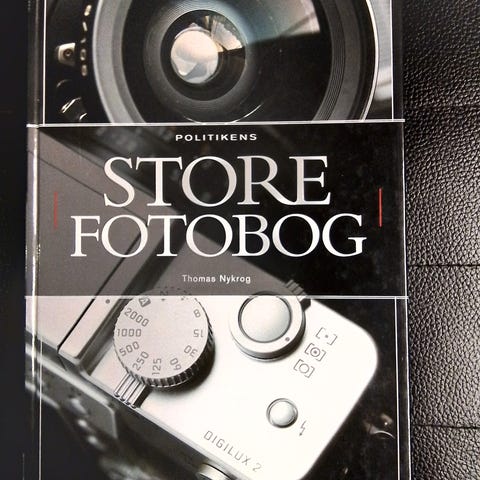 POLITIKENS
STORE
FOTOBOG
Thomas Nykrog
A
B
2000
1000
500
250
125
60
30
15
DIGILUX 2